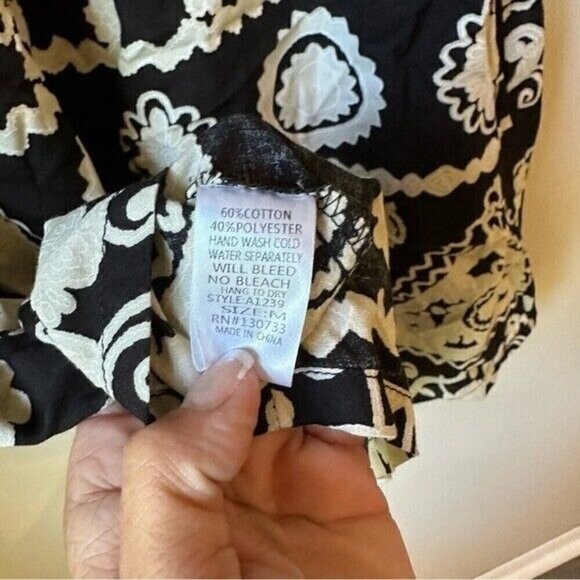 60%COTTON
40%POLYESTER
HAND WASH COLD
WATER SEPARATELY
WILL BLEED
NO BLEACH
HANG TO DRY
STYLE:A1239
SIZE:M
RN#130733
MADE IN CHINA